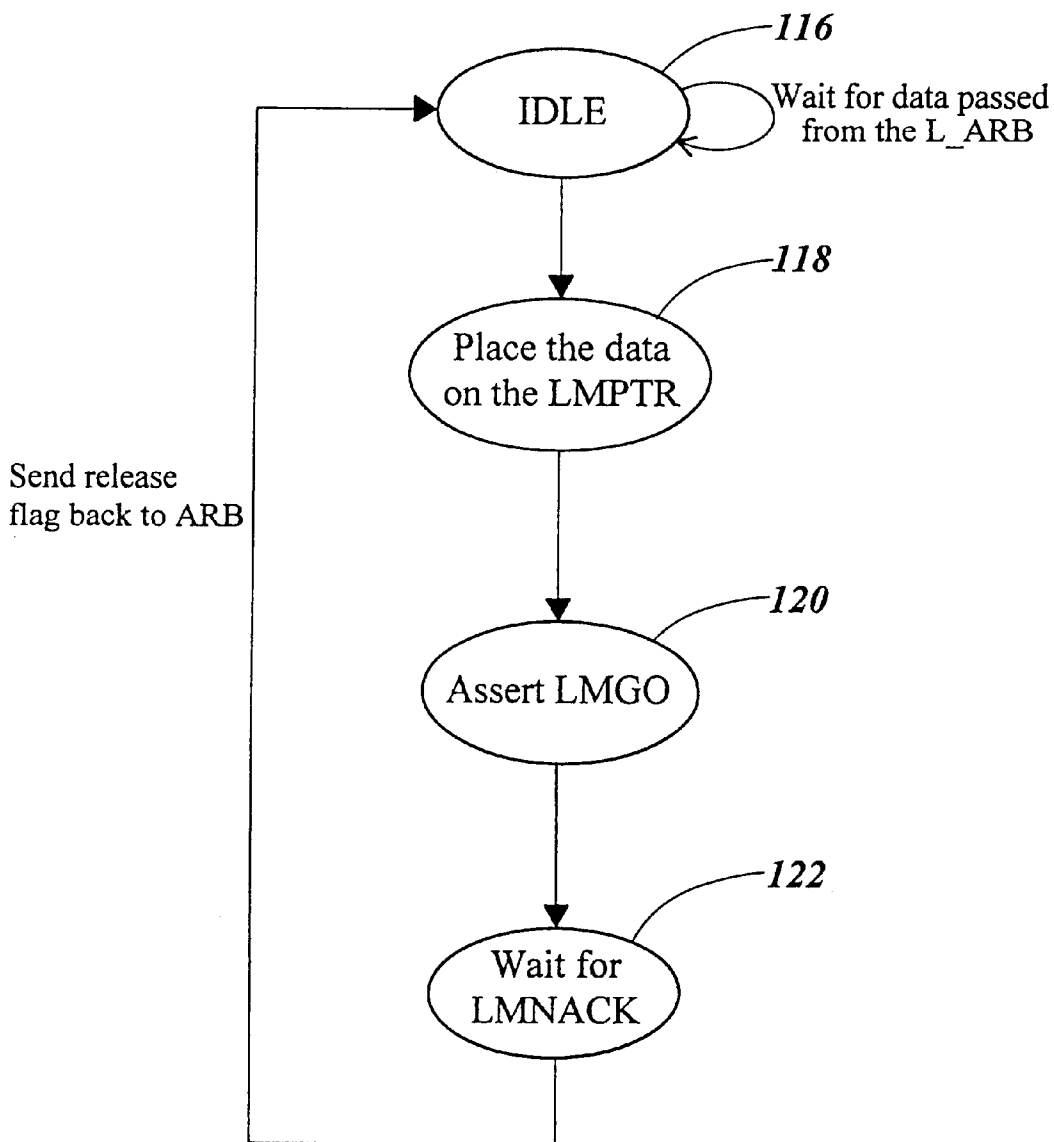 116
IDLE
Wait for data passed
from the L_ARB
118
Place the data
on the LMPTR
Send release
flag back to ARB
120
Assert LMGO
122
Wait for
LMNACK